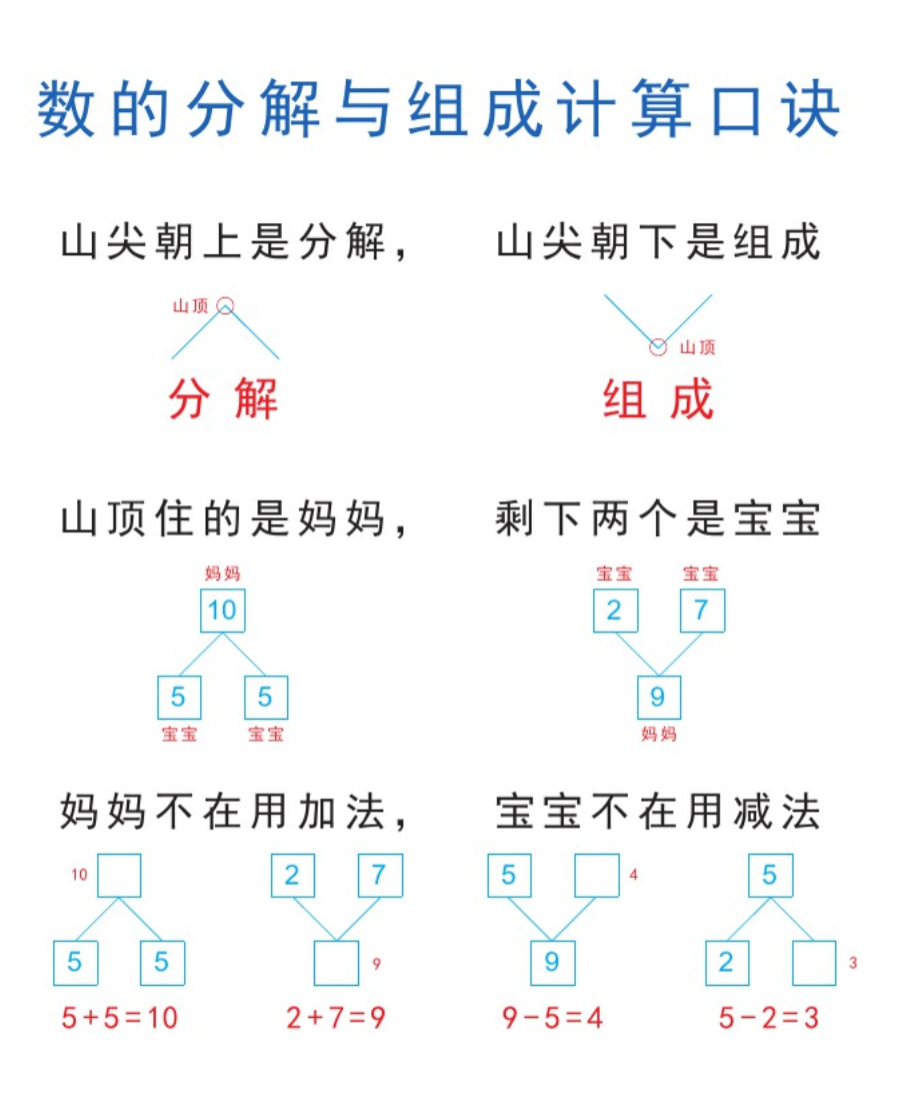 数的分解与组成计算口诀
山尖朝上是分解， 山尖朝下是组成
山顶
山顶
分解 组成
山顶住的是妈妈， 剩下两个是宝宝
妈妈 宝宝 宝宝
10 2 7
5 5 9
宝宝 宝宝 妈妈
妈妈不在用加法， 宝宝不在用减法
10 2 7 5 4 5
5 5 9 9 2 3
5+5=10 2+7=9 9-5=4 5-2=3